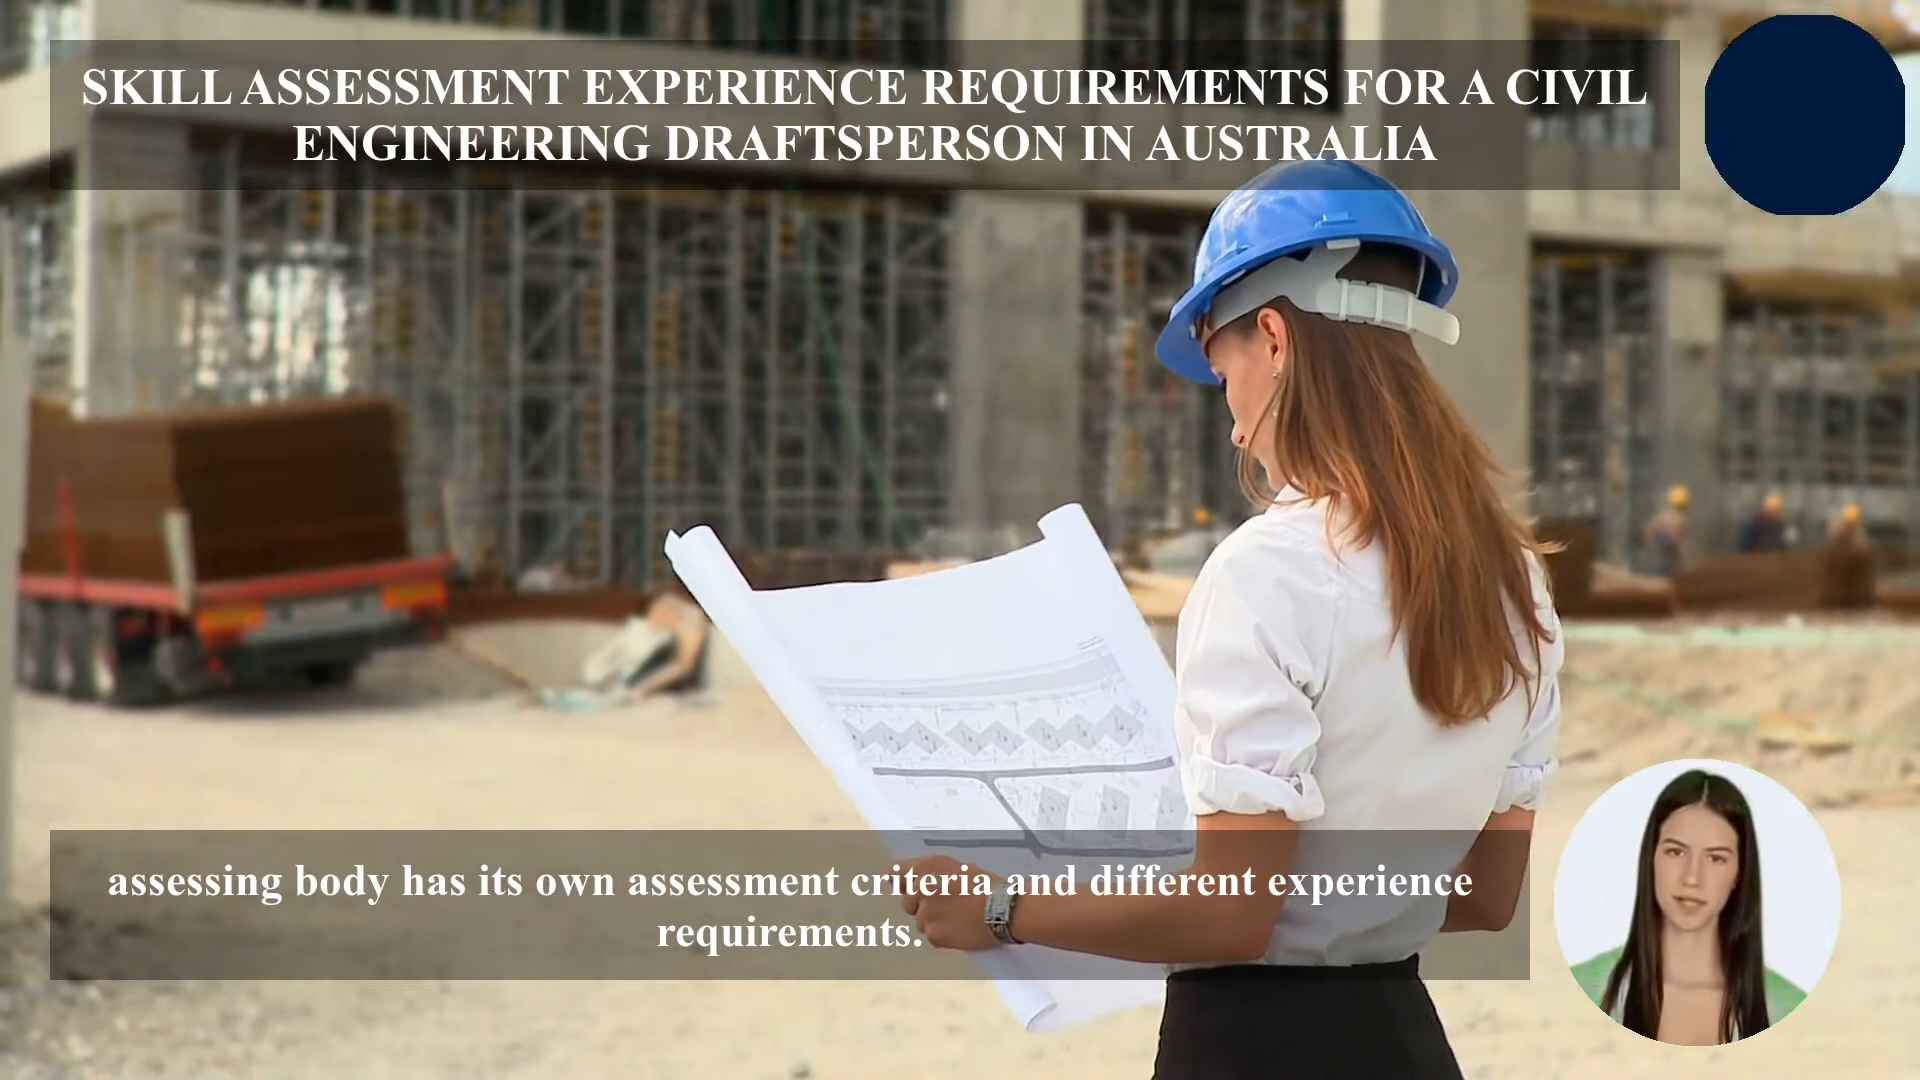 SKILL ASSESSMENT EXPERIENCE REQUIREMENTS FOR A CIVIL
ENGINEERING DRAFTSPERSON IN AUSTRALIA
assessing body has its own assessment criteria and different experience
requirements.